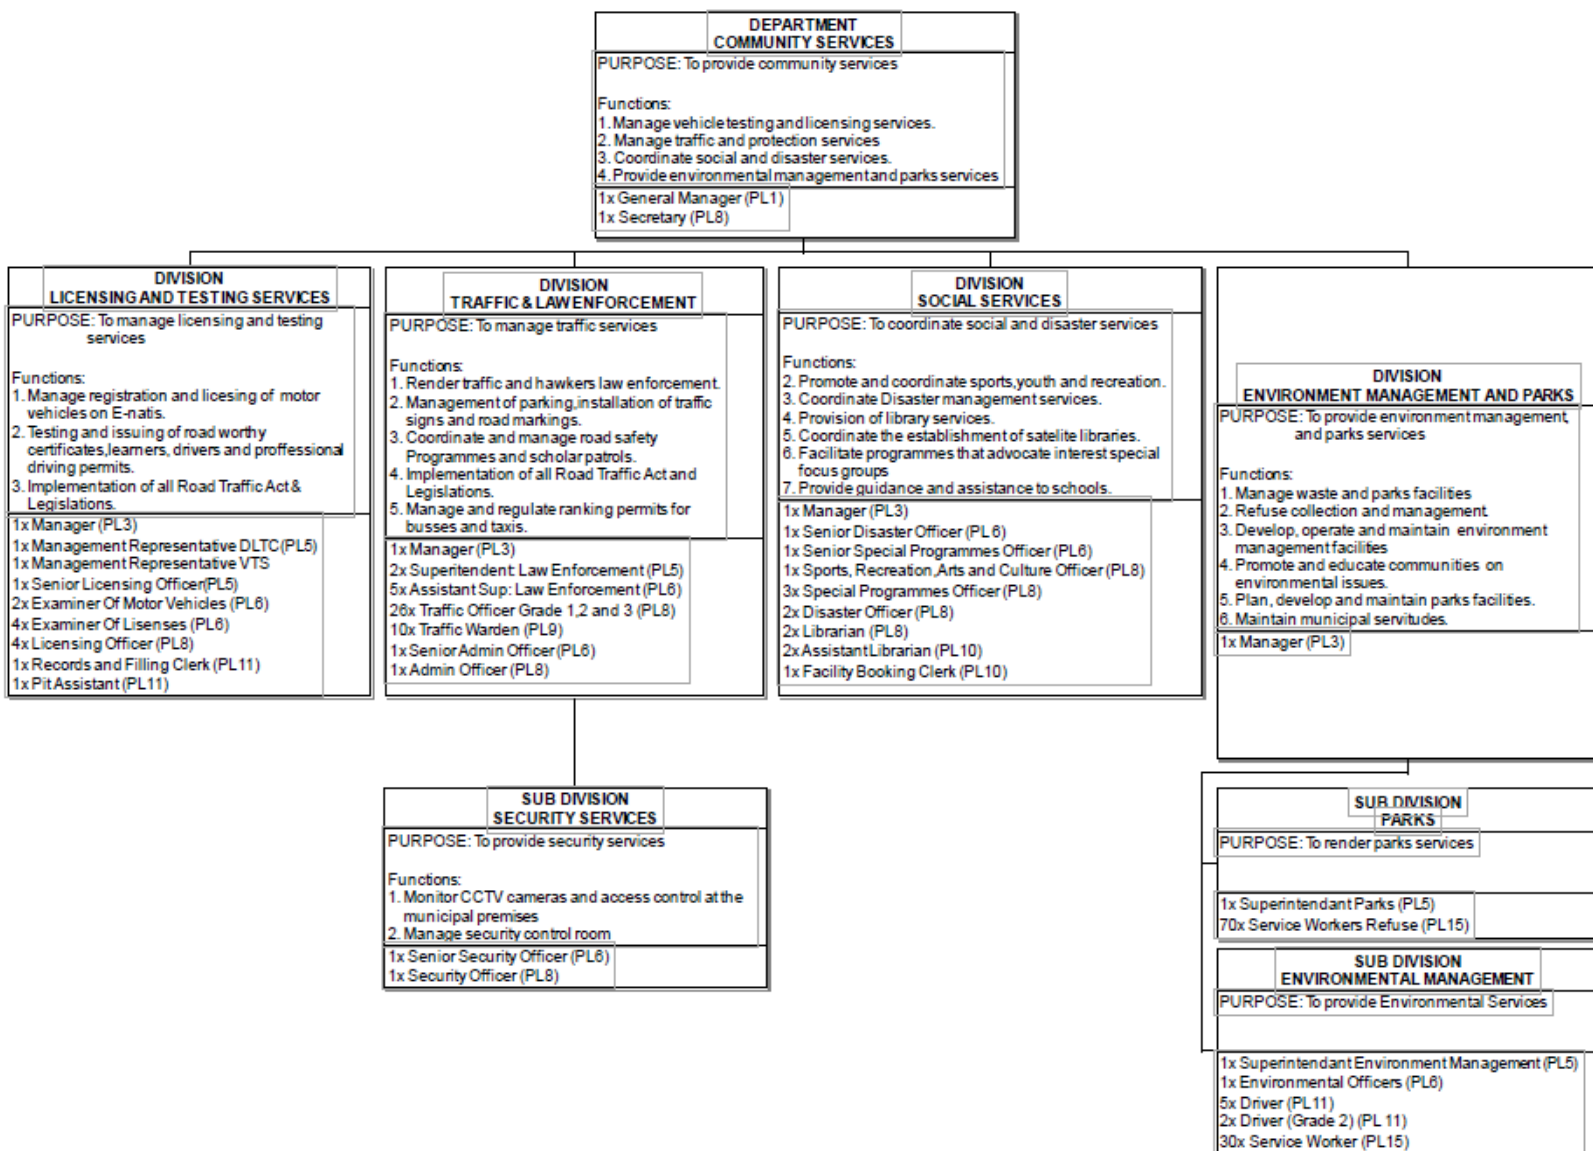 DEPARTMENT
COMMUNITY SERVICES
PURPOSE: To provide community services
Functions:
1. Manage vehicle testing and licensing services.
2. Manage traffic and protection services
3. Coordinate social and disaster services.
4. Provide environmental management and parks services
1x General Manager (PL1)
1x Secretary (PL8)
DIVISION
LICENSING AND TESTING SERVICES
PURPOSE: To manage licensing and testing
services
Functions:
1. Manage registration and licesing of motor
vehicles on E-natis.
2. Testing and issuing of road worthy
certificates,learners, drivers and proffessional
driving permits.
3. Implementation of all Road Traffic Act &
Legislations.
1x Manager (PL3)
1x Management Representative DLTC(PL5)
1x Management Representative VTS
1x Senior Licensing Officer(PL5)
2x Examiner Of Motor Vehicles (PL6)
4x Examiner Of Lisenses (PL6)
4x Licensing Officer (PL8)
1x Records and Filling Clerk (PL11)
1x Pit Assistant (PL11)
DIVISION
TRAFFIC & LAW ENFORCEMENT
PURPOSE: To manage traffic services
Functions:
1. Render traffic and hawkers law enforcement.
2. Management of parking,installation of traffic
signs and road markings.
3. Coordinate and manage road safety
Programmes and scholar patrols.
4. Implementation of all Road Traffic Act and
Legislations.
5. Manage and regulate ranking permits for
busses and taxis.
1x Manager (PL3)
2x Superitendent: Law Enforcement (PL5)
5x Assistant Sup: Law Enforcement (PL6)
26x Traffic Officer Grade 1,2 and 3 (PL8)
10x Traffic Warden (PL9)
1x Senior Admin Officer (PL6)
1x Admin Officer (PL8)
DIVISION
SOCIAL SERVICES
PURPOSE: To coordinate social and disaster services
Functions:
2. Promote and coordinate sports,youth and recreation.
3. Coordinate Disaster management services.
4. Provision of library services.
5. Coordinate the establishment of satelite libraries.
6. Facilitate programmes that advocate interest special
focus groups
7. Provide guidance and assistance to schools.
1x Manager (PL3)
1x Senior Disaster Officer (PL6)
1x Senior Special Programmes Officer (PL6)
1x Sports, Recreation,Arts and Culture Officer (PL8)
3x Special Programmes Officer (PL8)
2x Disaster Officer (PL8)
2x Librarian (PL8)
2x Assistant Librarian (PL10)
1x Facility Booking Clerk (PL10)
DIVISION
ENVIRONMENT MANAGEMENT AND PARKS
PURPOSE: To provide environment management,
and parks services
Functions:
1. Manage waste and parks facilities
2. Refuse collection and management.
3. Develop, operate and maintain environment
management facilities
4. Promote and educate communities on
environmental issues.
5. Plan, develop and maintain parks facilities.
6. Maintain municipal servitudes.
1x Manager (PL3)
SUB DIVISION
SECURITY SERVICES
PURPOSE: To provide security services
Functions:
1. Monitor CCTV cameras and access control at the
municipal premises
2. Manage security control room
1x Senior Security Officer (PL6)
1x Security Officer (PL8)
SUB DIVISION
PARKS
PURPOSE: To render parks services
1x Superintendant Parks (PL5)
70x Service Workers Refuse (PL15)
SUB DIVISION
ENVIRONMENTAL MANAGEMENT
PURPOSE: To provide Environmental Services
1x Superintendant Environment Management (PL5)
1x Environmental Officers (PL6)
5x Driver (PL11)
2x Driver (Grade 2) (PL 11)
30x Service Worker (PL15)